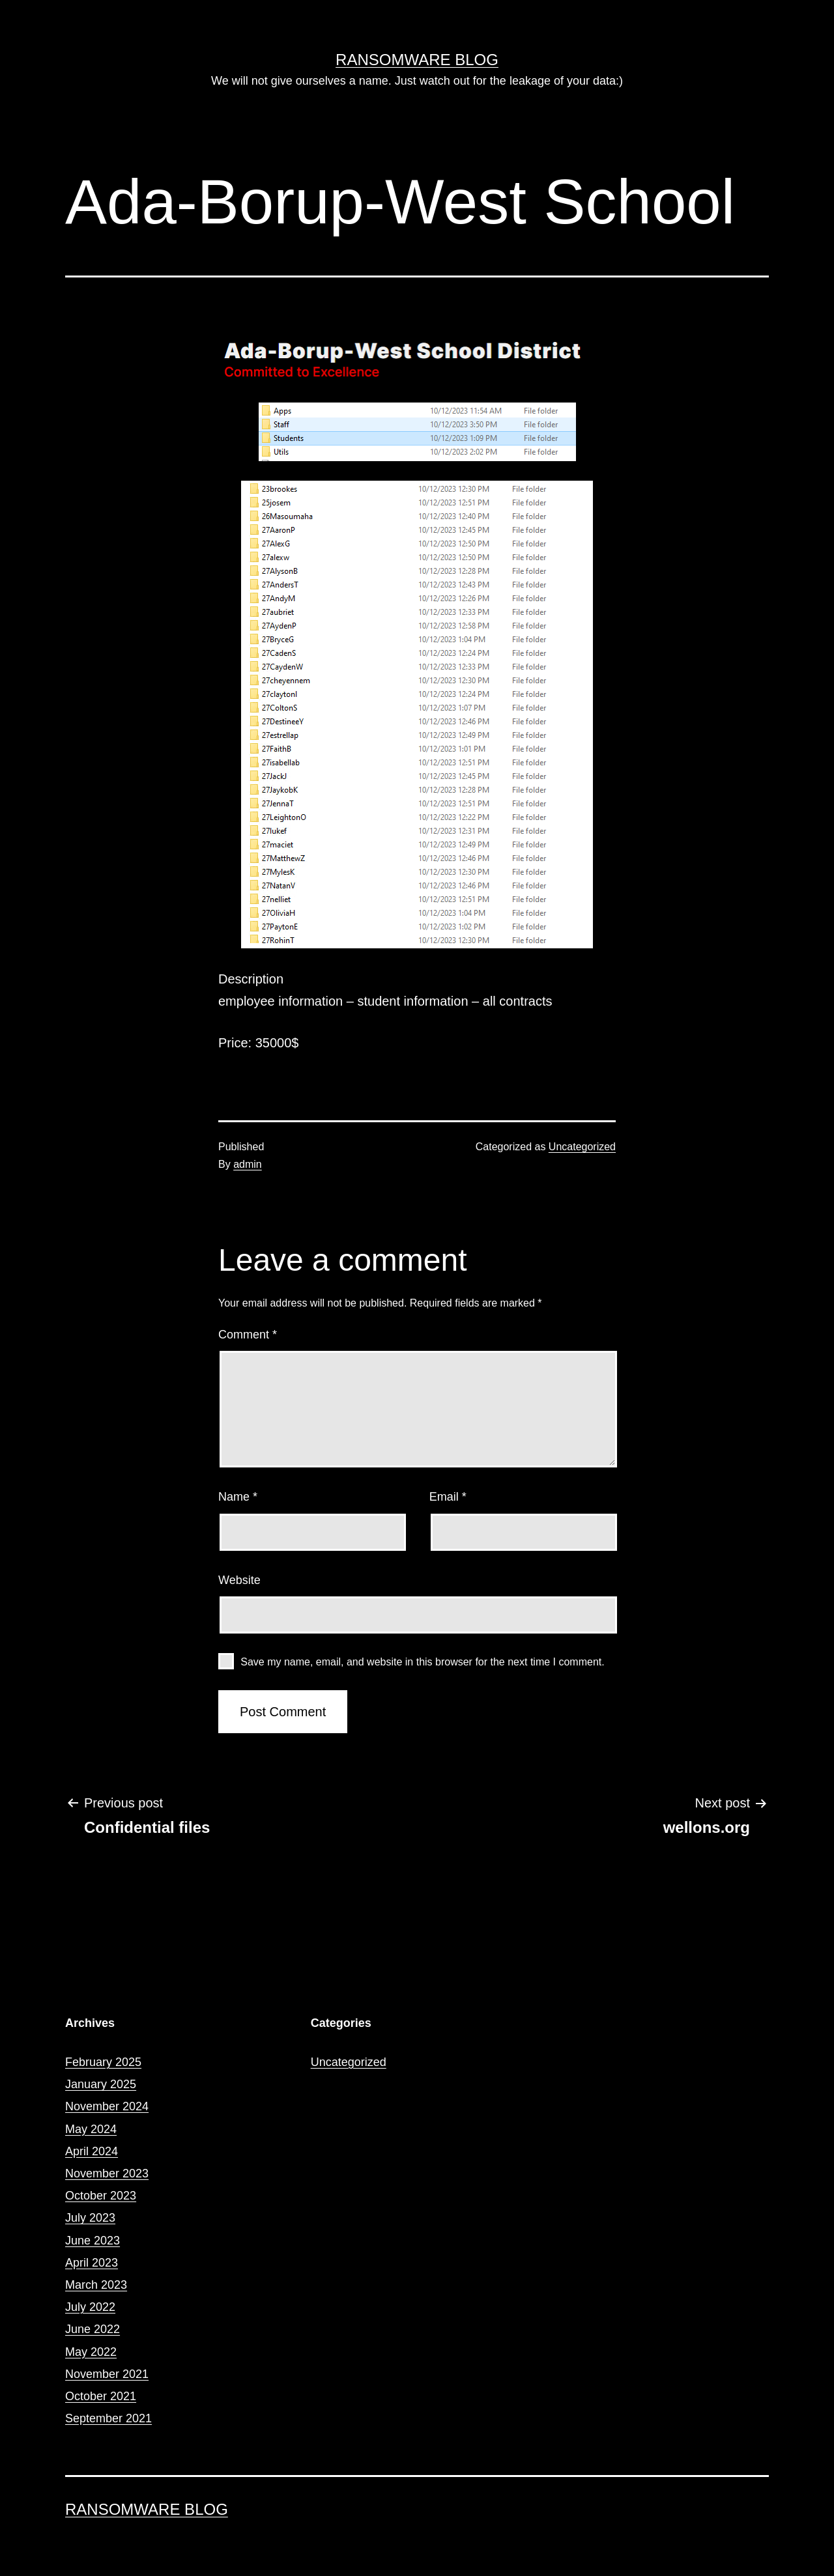 RANSOMWARE BLOG
We will not give ourselves a name. Just watch out for the leakage of your data:)
Ada-Borup-West School
Ada-Borup-West School District
Committed to Excellence
Apps 10/12/2023 11:54 AM File folder
Staff 10/12/2023 3:50 PM File folder
Students 10/12/2023 1:09 PM File folder
Utils 10/12/2023 2:02 PM File folder
23brookes 10/12/2023 12:30 PM File folder
25josem 10/12/2023 12:51 PM File folder
26Masoumaha 10/12/2023 12:40 PM File folder
27AaronP 10/12/2023 12:45 PM File folder
27AlexG 10/12/2023 12:50 PM File folder
27alexw 10/12/2023 12:50 PM File folder
27AlysonB 10/12/2023 12:28 PM File folder
27AndersT 10/12/2023 12:43 PM File folder
27AndyM 10/12/2023 12:26 PM File folder
27aubriet 10/12/2023 12:33 PM File folder
27AydenP 10/12/2023 12:58 PM File folder
27BryceG 10/12/2023 1:04 PM File folder
27CadenS 10/12/2023 12:24 PM File folder
27CaydenW 10/12/2023 12:33 PM File folder
27cheyennem 10/12/2023 12:30 PM File folder
27claytonl 10/12/2023 12:24 PM File folder
27ColtonS 10/12/2023 1:07 PM File folder
27DestineeY 10/12/2023 12:46 PM File folder
27estrellap 10/12/2023 12:49 PM File folder
27FaithB 10/12/2023 1:01 PM File folder
27isabellab 10/12/2023 12:51 PM File folder
27JackJ 10/12/2023 12:45 PM File folder
27JaykobK 10/12/2023 12:28 PM File folder
27JennaT 10/12/2023 12:51 PM File folder
27LeightonO 10/12/2023 12:22 PM File folder
27lukef 10/12/2023 12:31 PM File folder
27maciet 10/12/2023 12:49 PM File folder
27MatthewZ 10/12/2023 12:46 PM File folder
27MylesK 10/12/2023 12:30 PM File folder
27NatanV 10/12/2023 12:46 PM File folder
27nelliet 10/12/2023 12:51 PM File folder
27OliviaH 10/12/2023 1:04 PM File folder
27PaytonE 10/12/2023 1:02 PM File folder
27RohinT 10/12/2023 12:30 PM File folder
Description
employee information – student information – all contracts
Price: 35000$
Published
By admin
Categorized as Uncategorized
Leave a comment
Your email address will not be published. Required fields are marked *
Comment *
Name *
Email *
Website
Save my name, email, and website in this browser for the next time I comment.
Post Comment
← Previous post
Confidential files
Next post →
wellons.org
Archives
February 2025
January 2025
November 2024
May 2024
April 2024
November 2023
October 2023
July 2023
June 2023
April 2023
March 2023
July 2022
June 2022
May 2022
November 2021
October 2021
September 2021
Categories
Uncategorized
RANSOMWARE BLOG